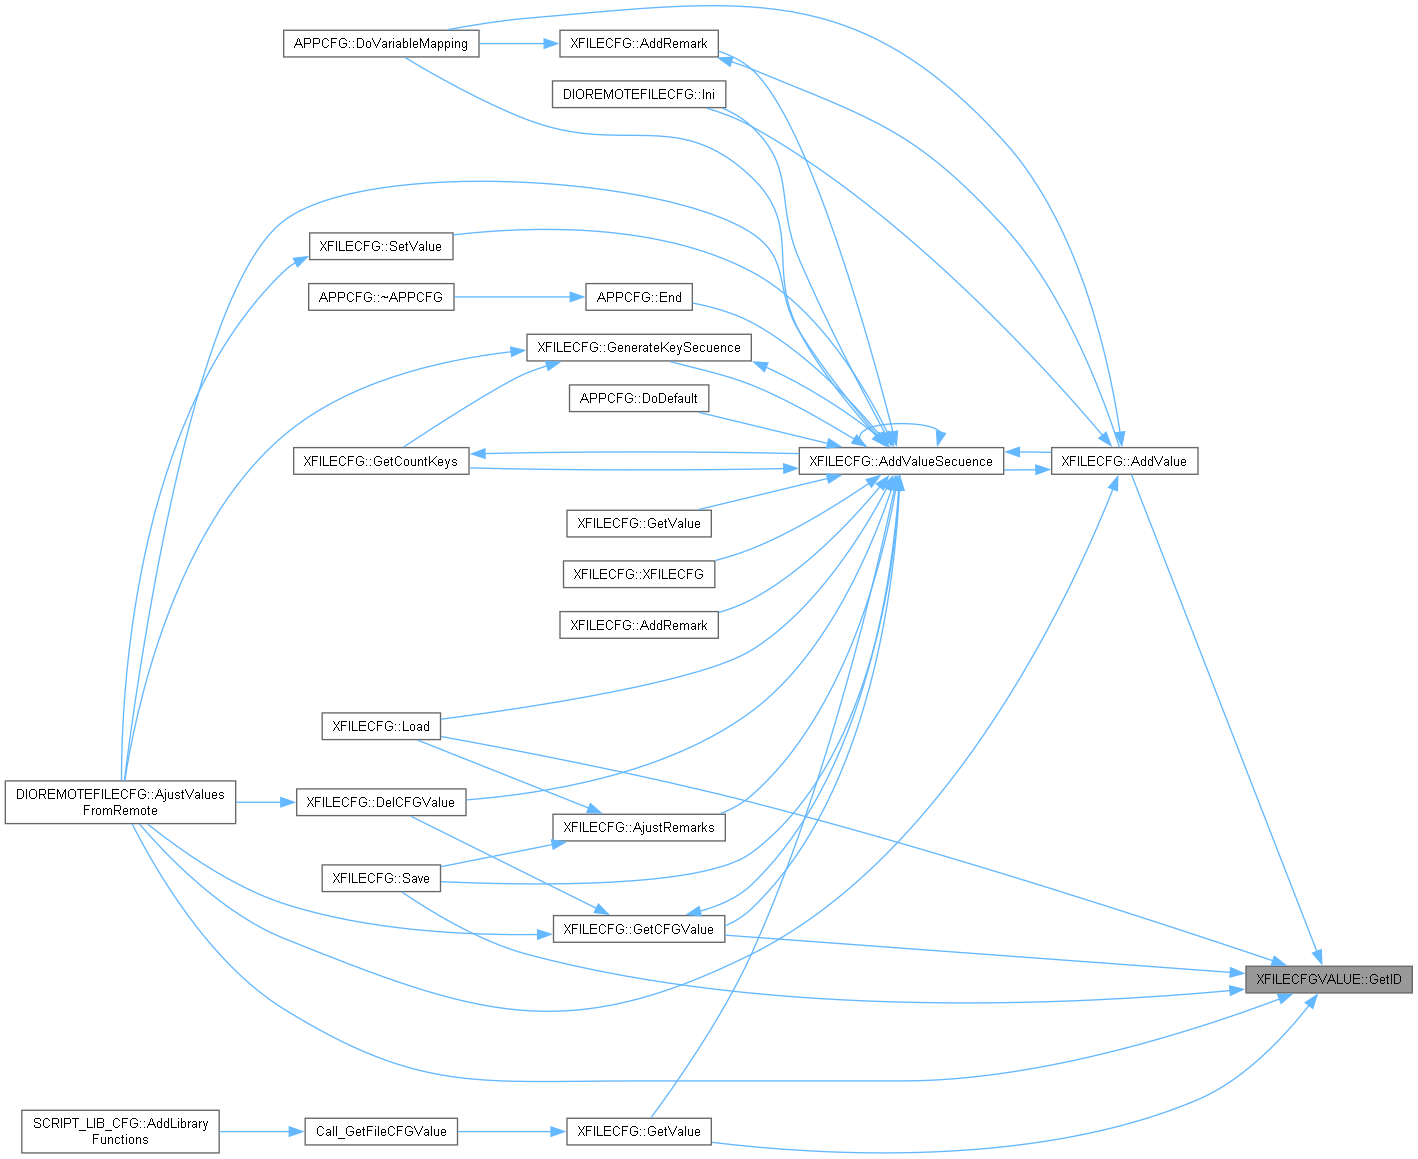 APPCFG::DoVariableMapping
XFILECFG::AddRemark
DIOREMOTEFILECFG::Ini
XFILECFG::SetValue
APPCFG::~APPCFG
APPCFG::End
XFILECFG::GenerateKeySecuence
APPCFG::DoDefault
XFILECFG::GetCountKeys
XFILECFG::AddValueSecuence
XFILECFG::AddValue
XFILECFG::GetValue
XFILECFG::XFILECFG
XFILECFG::AddRemark
XFILECFG::Load
DIOREMOTEFILECFG::AjustValues
FromRemote
XFILECFG::DelCFGValue
XFILECFG::AjustRemarks
XFILECFG::Save
XFILECFG::GetCFGValue
XFILECFGVALUE::GetID
SCRIPT_LIB_CFG::AddLibrary
Functions
Call_GetFileCFGValue
XFILECFG::GetValue